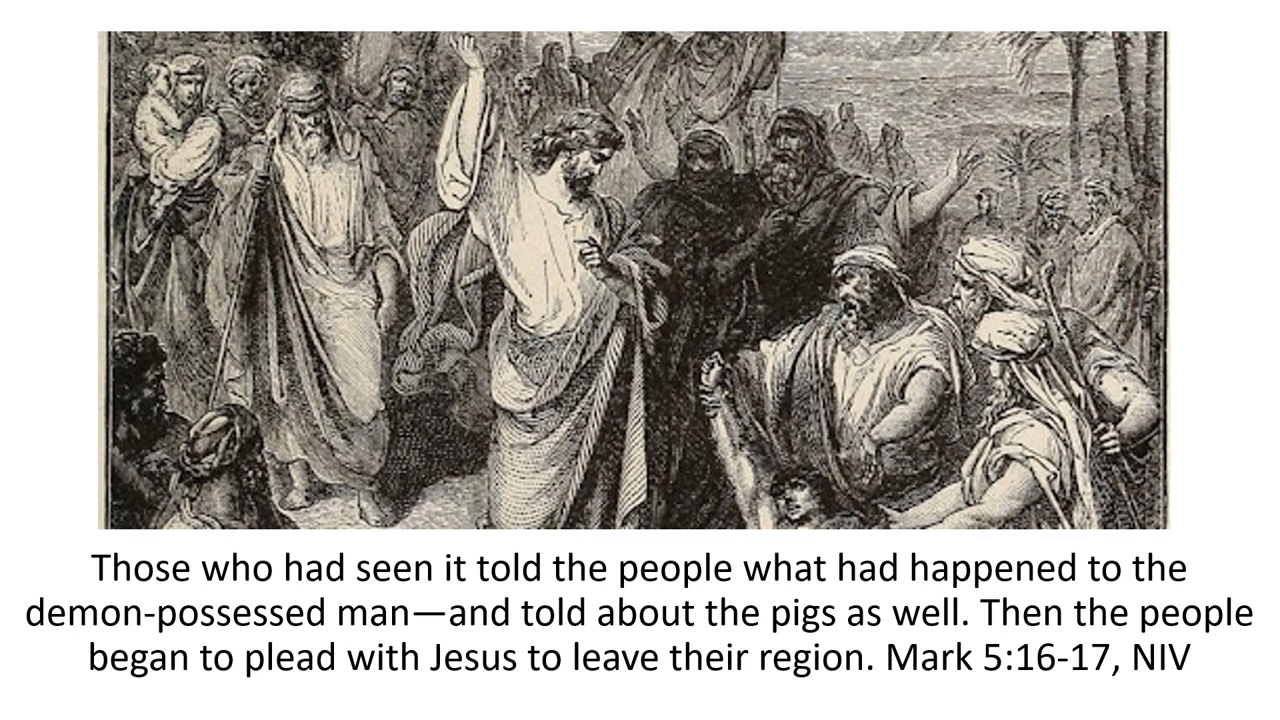 Those who had seen it told the people what had happened to the
demon-possessed man—and told about the pigs as well. Then the people
began to plead with Jesus to leave their region. Mark 5:16-17, NIV